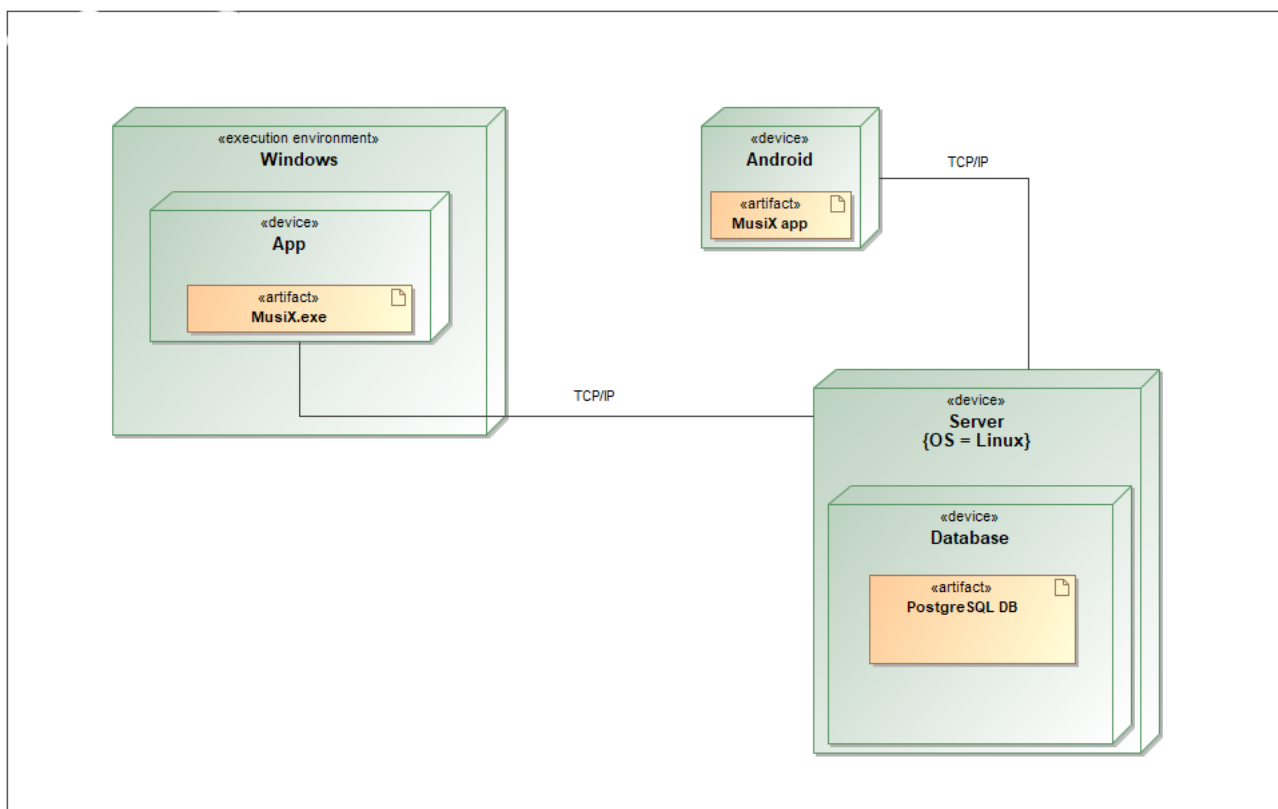 «execution environment»
Windows
«device»
App
«artifact»
MusiX.exe
«device»
Android
«artifact»
MusiX app
TCP/IP
TCP/IP
«device»
Server
{OS = Linux}
«device»
Database
«artifact»
PostgreSQL DB